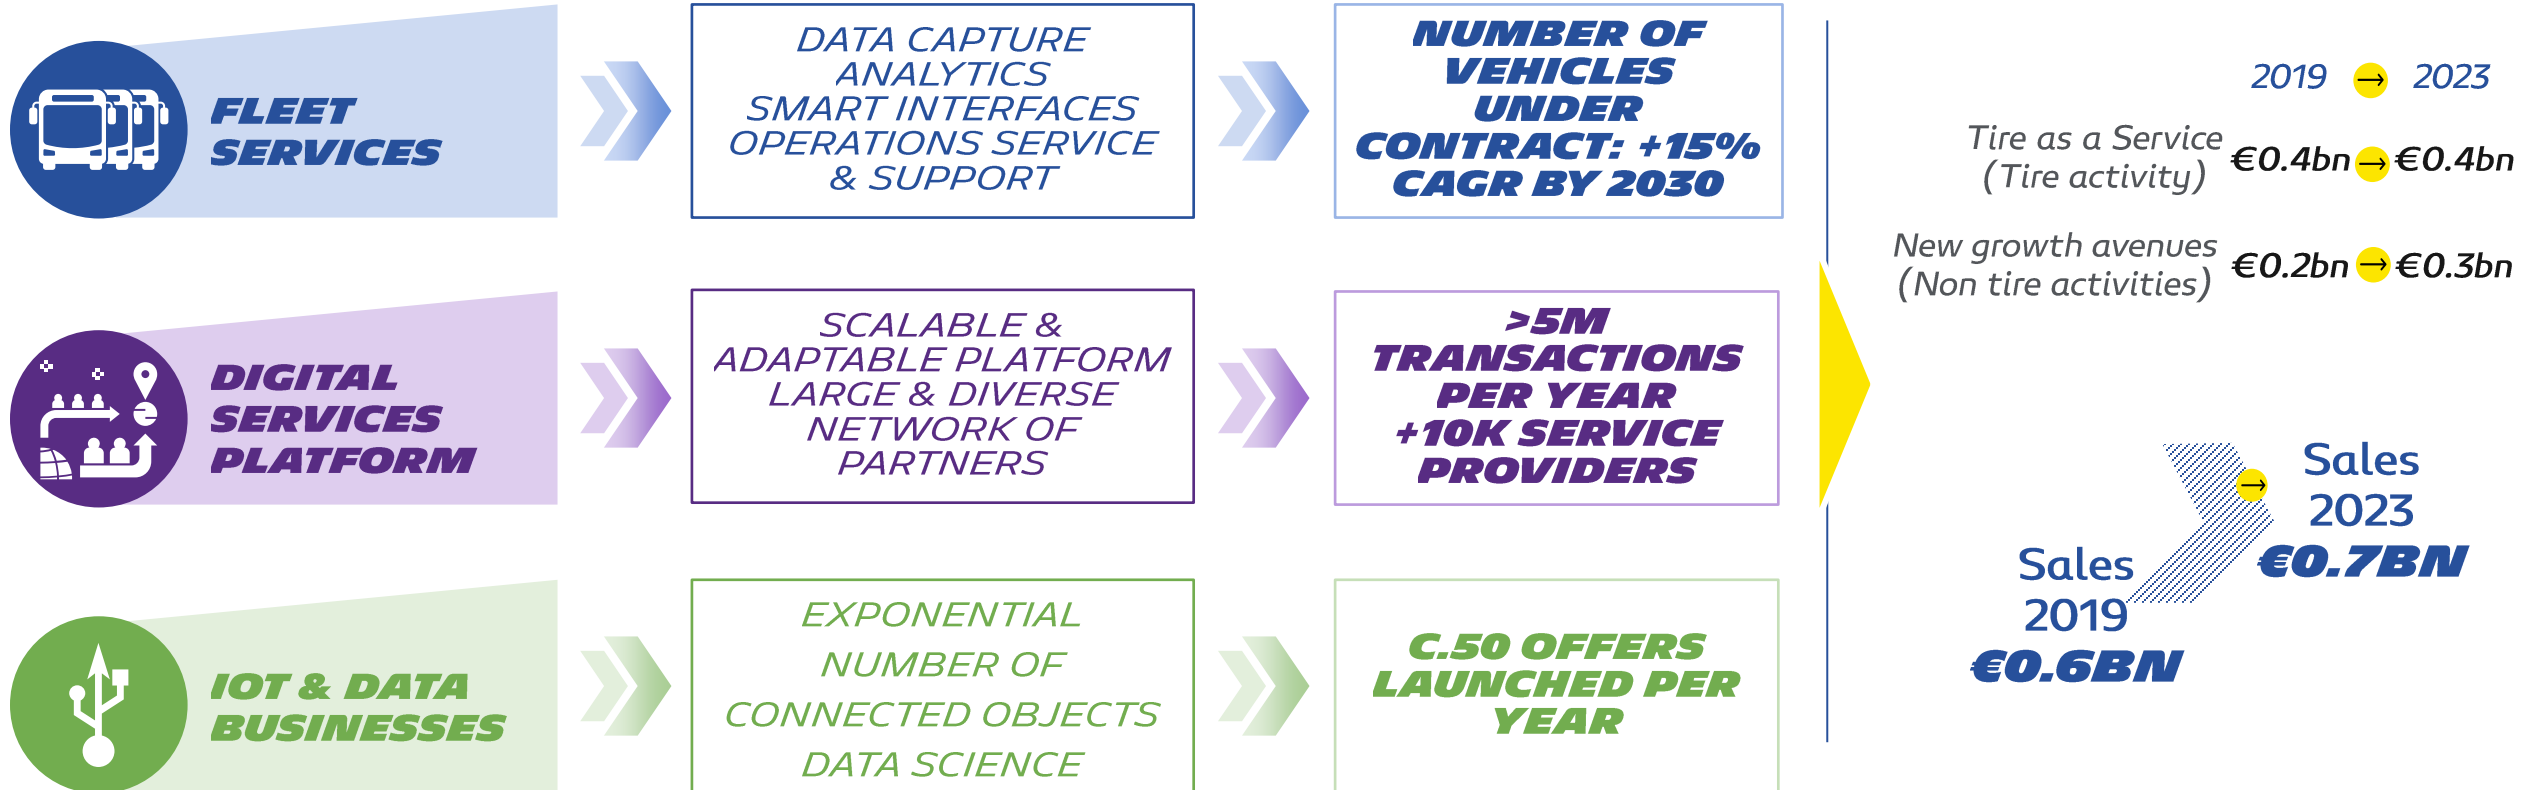 FLEET
SERVICES
DATA CAPTURE
ANALYTICS
SMART INTERFACES
OPERATIONS SERVICE
& SUPPORT
NUMBER OF
VEHICLES
UNDER
CONTRACT: +15%
CAGR BY 2030
DIGITAL
SERVICES
PLATFORM
SCALABLE &
ADAPTABLE PLATFORM
LARGE & DIVERSE
NETWORK OF
PARTNERS
>5M
TRANSACTIONS
PER YEAR
+10K SERVICE
PROVIDERS
IOT & DATA
BUSINESSES
EXPONENTIAL
NUMBER OF
CONNECTED OBJECTS
DATA SCIENCE
C.50 OFFERS
LAUNCHED PER
YEAR
2019 → 2023
Tire as a Service
(Tire activity)
€0.4bn → €0.4bn
New growth avenues
(Non tire activities)
€0.2bn → €0.3bn
Sales
2019
€0.6BN
→
Sales
2023
€0.7BN